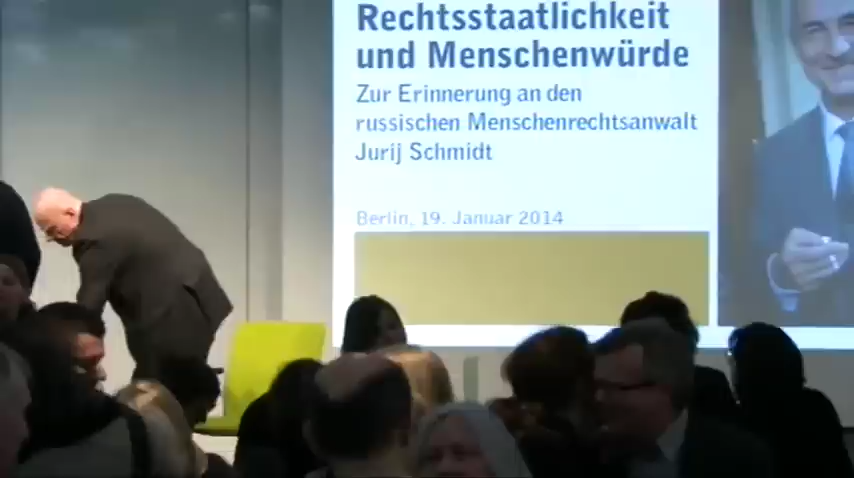 Rechtsstaatlichkeit
und Menschenwürde
Zur Erinnerung an den
russischen Menschenrechtsanwalt
Jurij Schmidt
Berlin, 19. Januar 2014